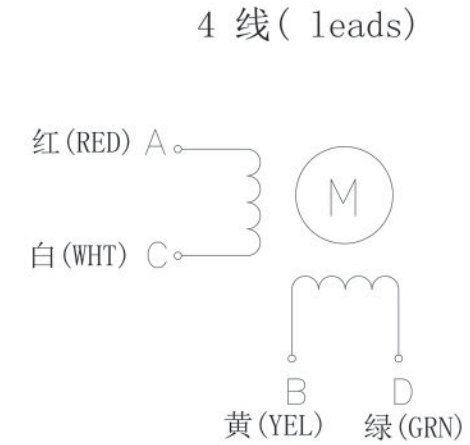 4 线( leads)
红(RED) A
M
白(WHT) C
B D
黄(YEL) 绿(GRN)